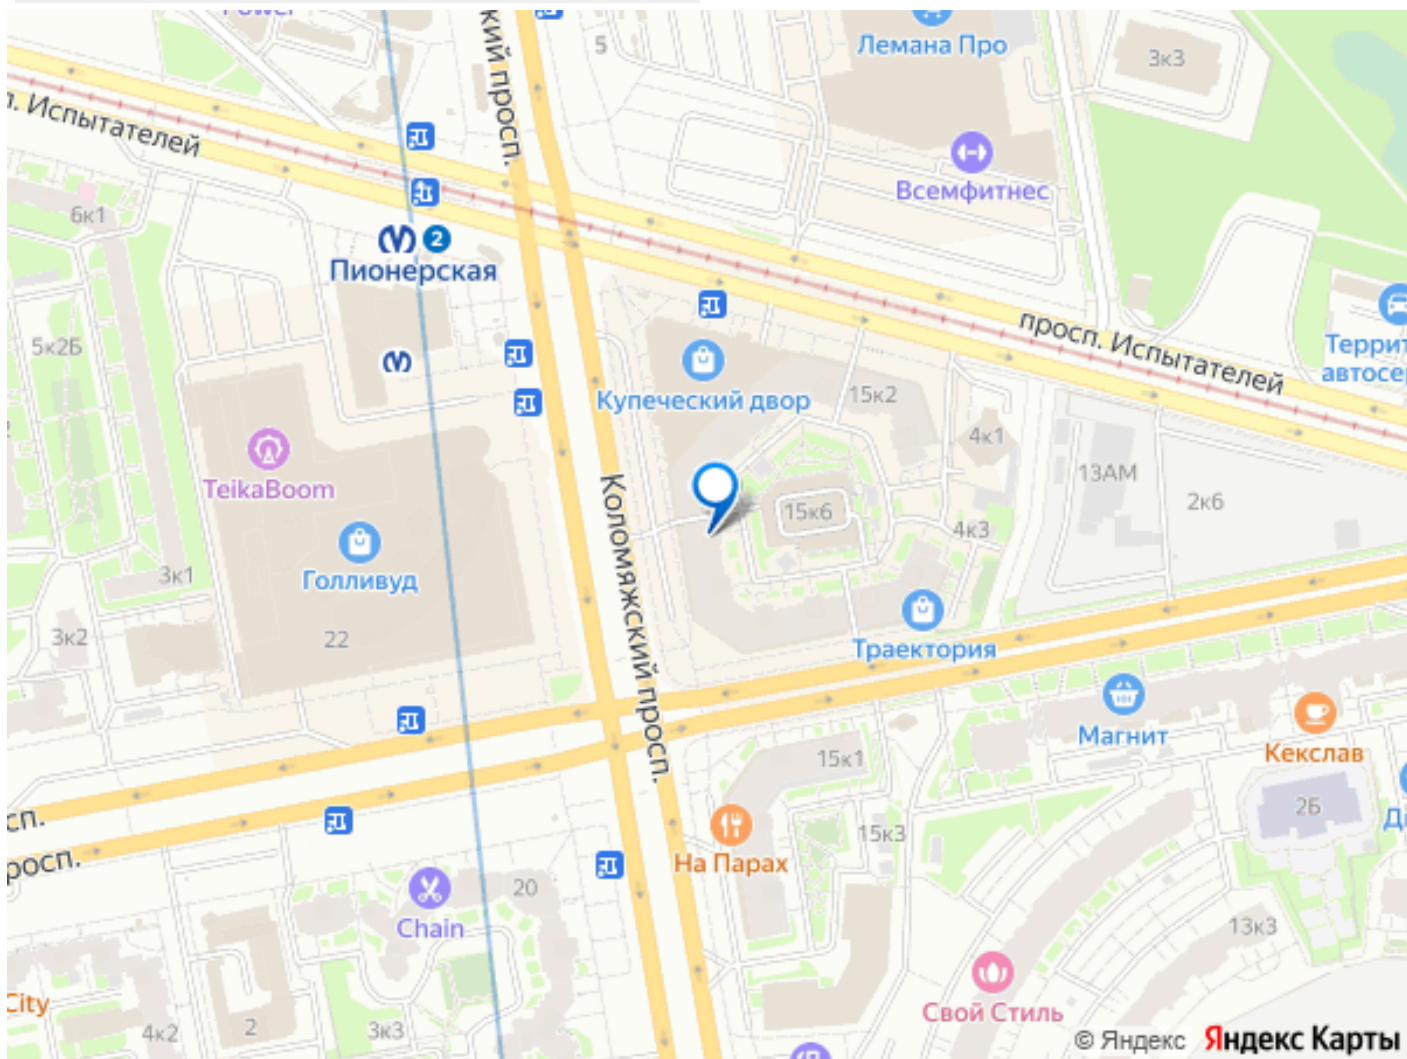 Лемана Про
5
3к3
кий просп.
п. Испытателей
Всемфитнес
6к1
2
Пионерская
просп. Испытателей
5к2Б
Купеческий двор
15к2
4к1
13АМ
2к6
TeikaBoom
15к6
4к3
Голливуд
3к1
Коломяжский просп.
3к2
22
Траектория
Магнит
Кекслав
15к1
2Б
сп.
росп.
15к3
На Парах
20
Chain
13к3
City
Свой Стиль
4к2
2
3к3
© Яндекс Яндекс Карты